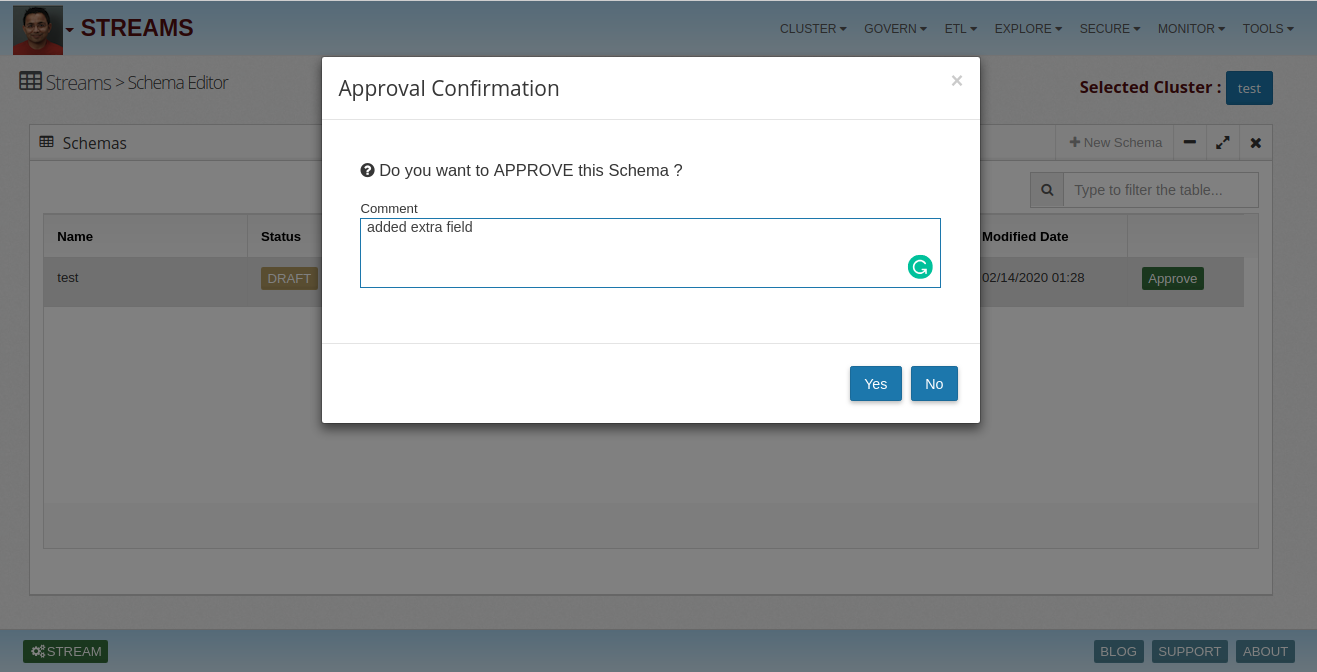 STREAMS
CLUSTER GOVERN ETL EXPLORE SECURE MONITOR TOOLS
Streams > Schema Editor
Selected Cluster : test
Approval Confirmation ×
Schemas
New Schema
Do you want to APPROVE this Schema ?
Type to filter the table...
Comment
added extra field
Name Status Modified Date
test DRAFT 02/14/2020 01:28 Approve
Yes No
STREAM
BLOG SUPPORT ABOUT